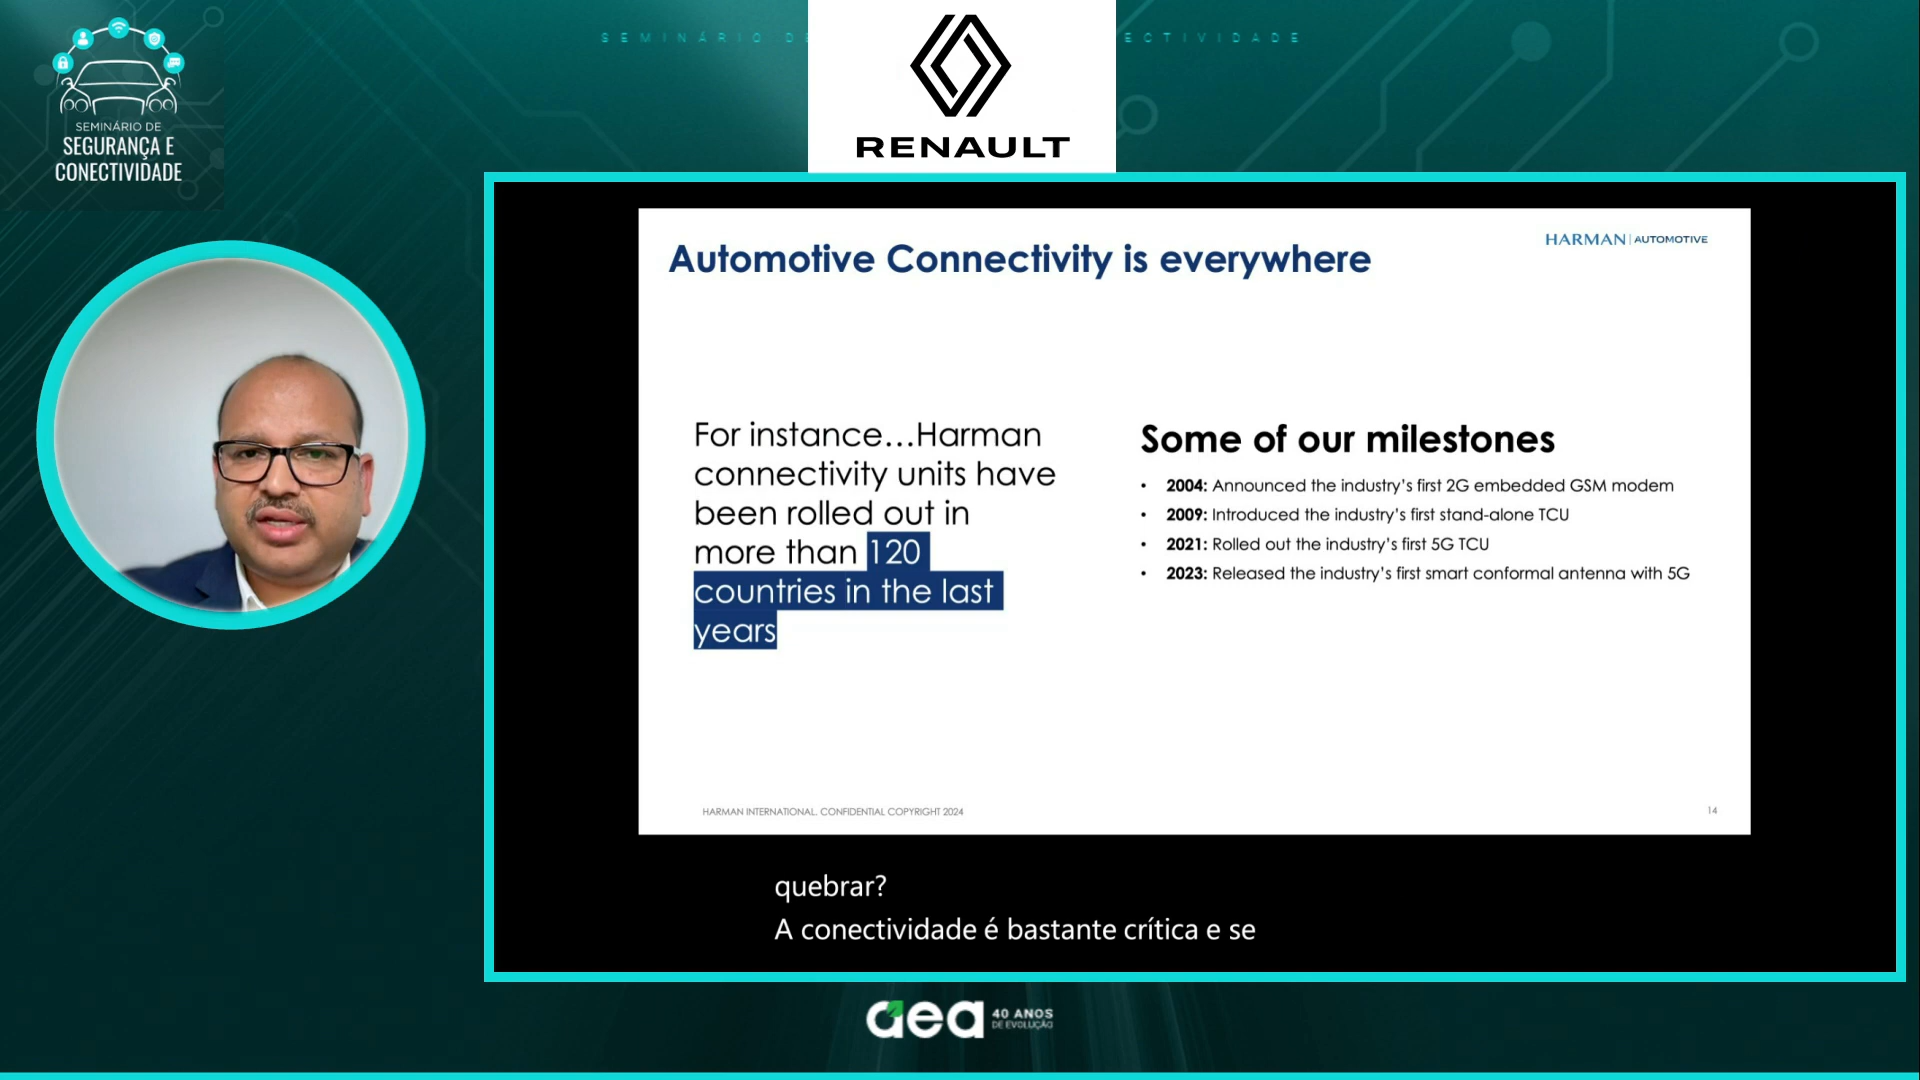 SEMINÁRIO DE
SEGURANÇA E
CONECTIVIDADE
RENAULT
Automotive Connectivity is everywhere
HARMAN | AUTOMOTIVE
For instance...Harman
connectivity units have
been rolled out in
more than 120
countries in the last
years
Some of our milestones
• 2004: Announced the industry's first 2G embedded GSM modem
• 2009: Introduced the industry's first stand-alone TCU
• 2021: Rolled out the industry's first 5G TCU
• 2023: Released the industry's first smart conformal antenna with 5G
HARMAN INTERNATIONAL. CONFIDENTIAL COPYRIGHT 2024
14
quebrar?
A conectividade é bastante crítica e se
aea 40 ANOS
DE EVOLUÇÃO